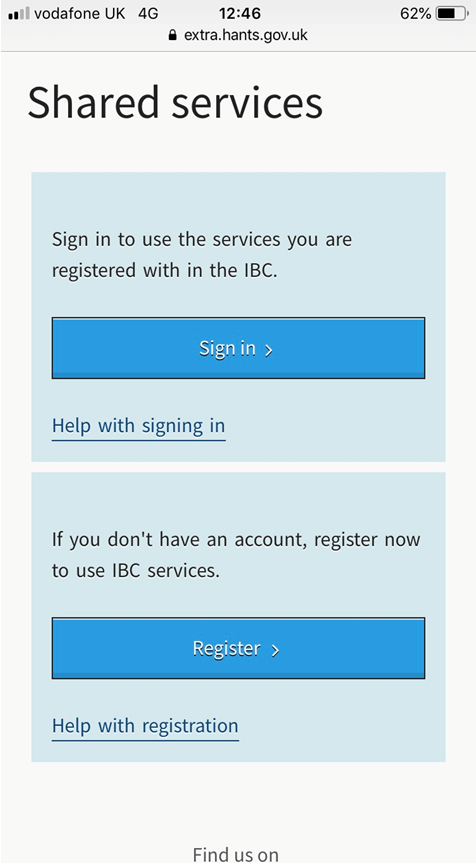 vodafone UK 4G 12:46 62%
extra.hants.gov.uk
Shared services
Sign in to use the services you are
registered with in the IBC.
Sign in >
Help with signing in
If you don't have an account, register now
to use IBC services.
Register >
Help with registration
Find us on